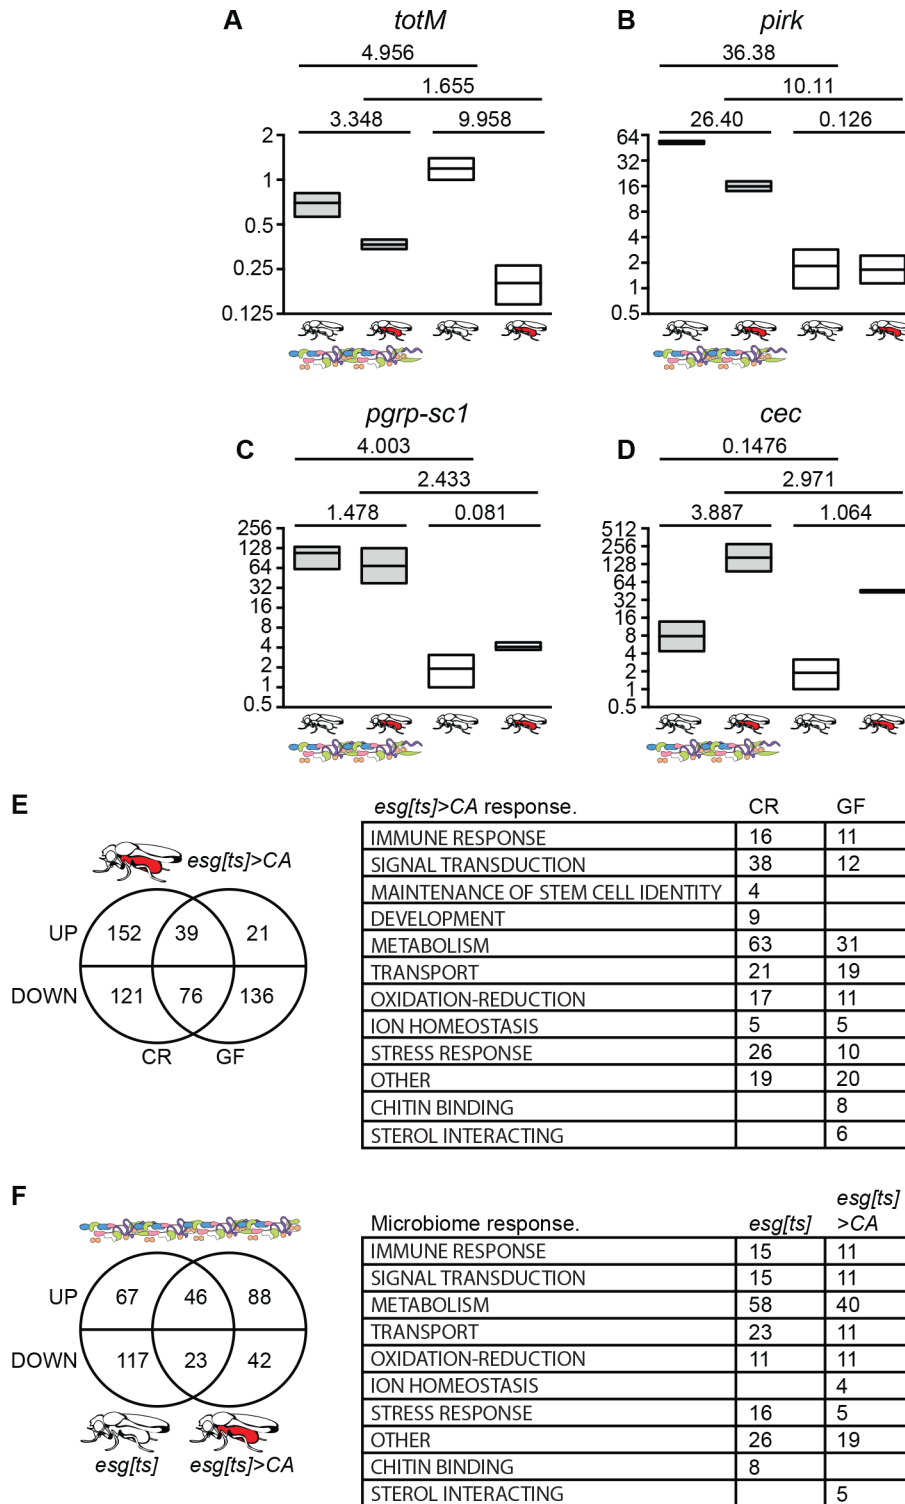 A totM
4.956
1.655
3.348 9.958
2
1
0.5
0.25
0.125
B pirk
36.38
10.11
26.40 0.126
64
32
16
8
4
2
1
0.5
C pgrp-sc1
4.003
2.433
1.478 0.081
256
128
64
32
16
8
4
2
1
0.5
D cec
0.1476
2.971
3.887 1.064
512
256
128
64
32
16
8
4
2
1
0.5
E
esg[ts]>CA
UP 152 39 21
DOWN 121 76 136
CR GF
esg[ts]>CA response. CR GF
IMMUNE RESPONSE 16 11
SIGNAL TRANSDUCTION 38 12
MAINTENANCE OF STEM CELL IDENTITY 4
DEVELOPMENT 9
METABOLISM 63 31
TRANSPORT 21 19
OXIDATION-REDUCTION 17 11
ION HOMEOSTASIS 5 5
STRESS RESPONSE 26 10
OTHER 19 20
CHITIN BINDING 8
STEROL INTERACTING 6
F
UP 67 46 88
DOWN 117 23 42
esg[ts] esg[ts]>CA
esg[ts]
Microbiome response. esg[ts] >CA
IMMUNE RESPONSE 15 11
SIGNAL TRANSDUCTION 15 11
METABOLISM 58 40
TRANSPORT 23 11
OXIDATION-REDUCTION 11 11
ION HOMEOSTASIS 4
STRESS RESPONSE 16 5
OTHER 26 19
CHITIN BINDING 8
STEROL INTERACTING 5